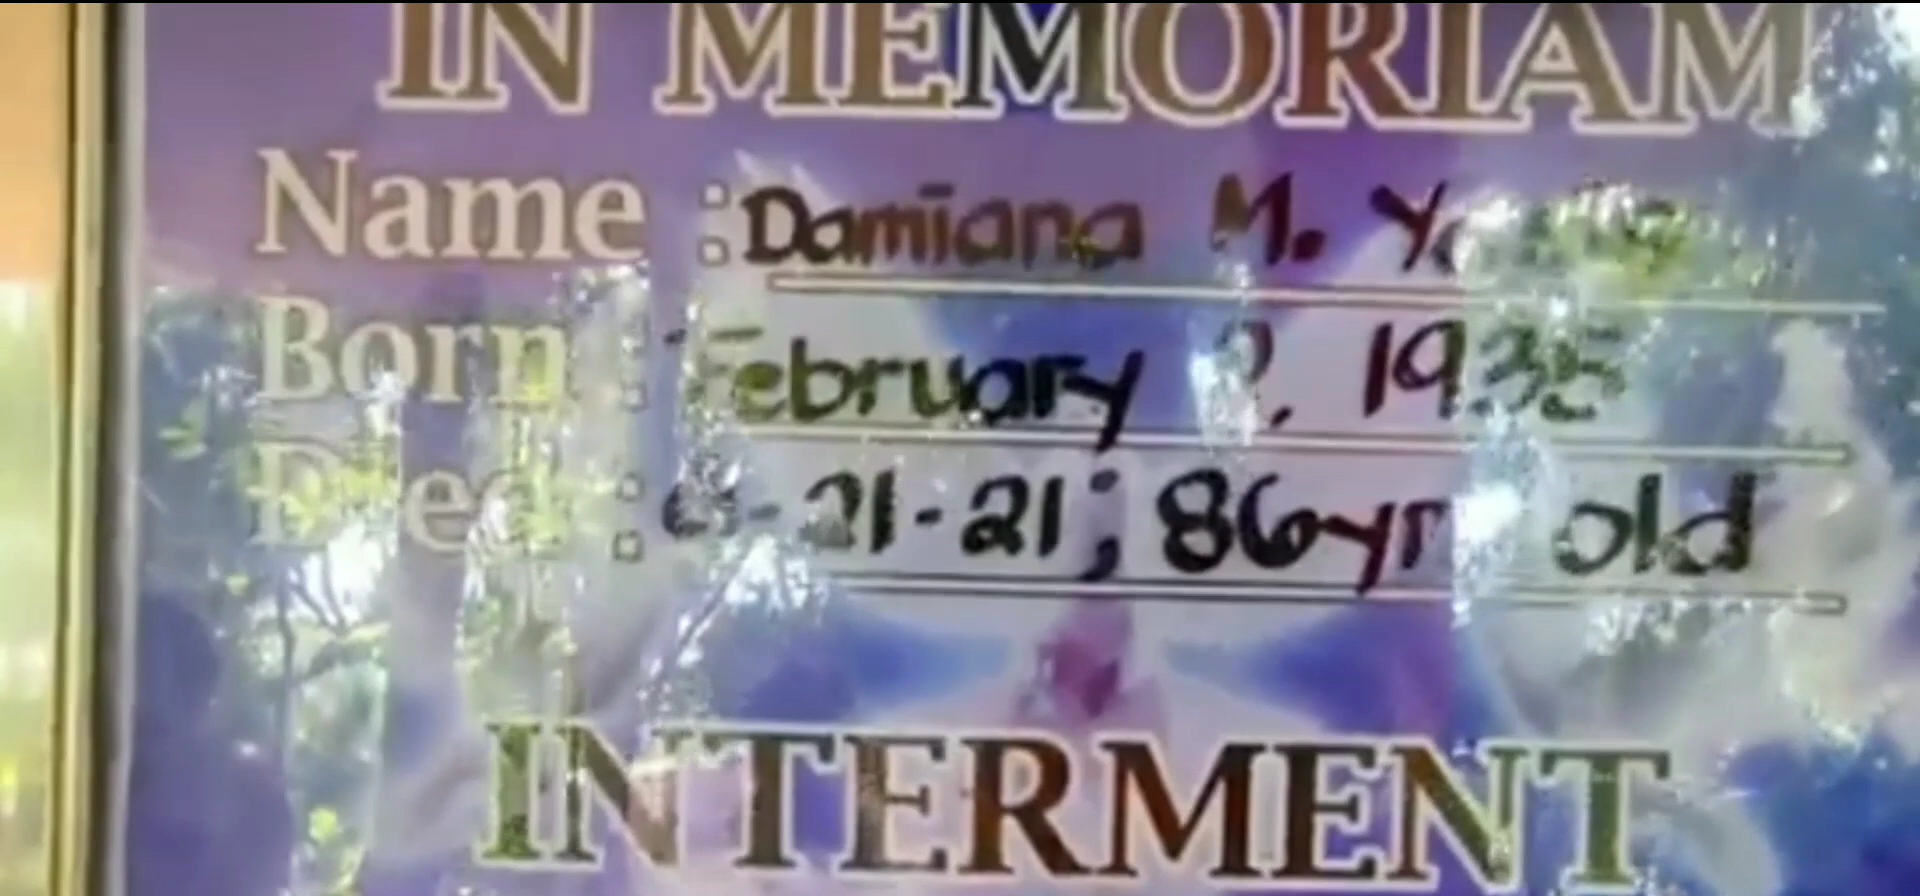 IN MEMORIAM
Name : Damiana M.
Born : February 1935
Died : 21-21; 86yr old
INTERMENT